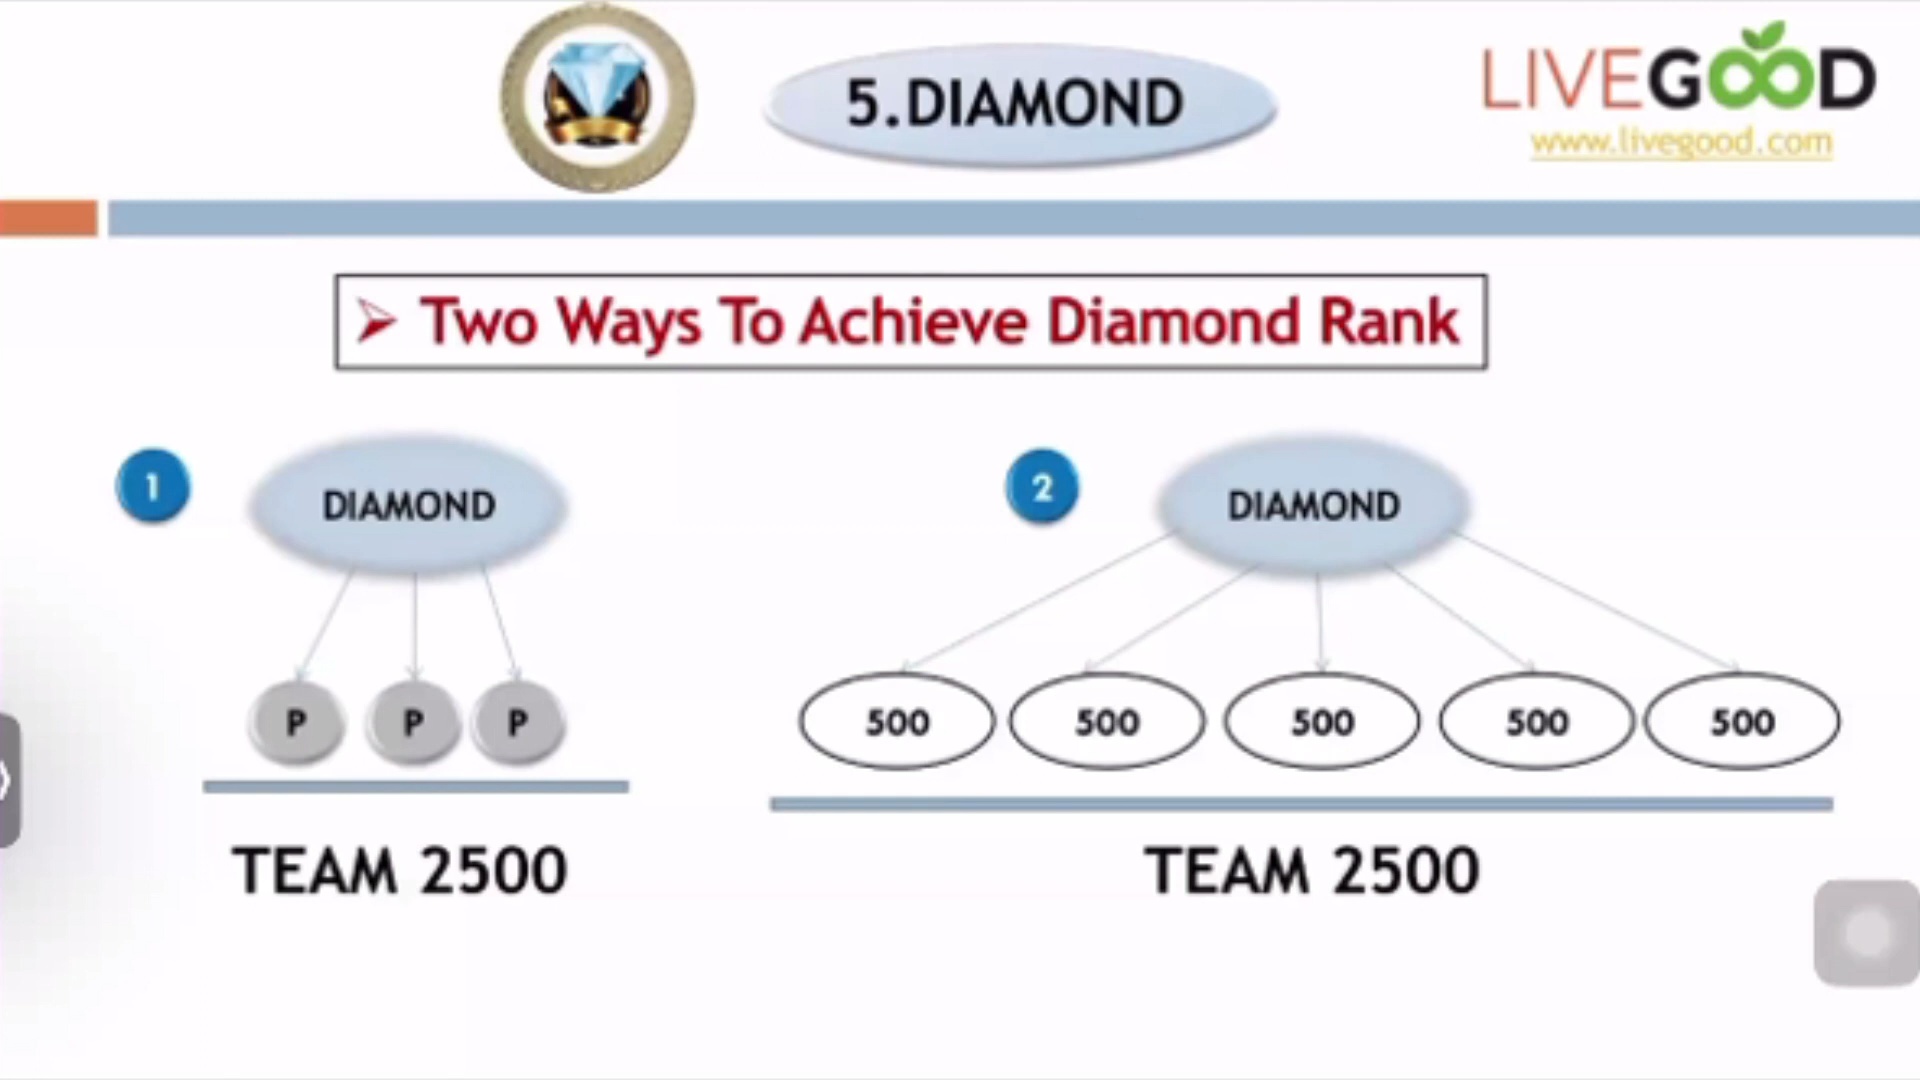 5.DIAMOND
LIVEGOOD
www.livegood.com
Two Ways To Achieve Diamond Rank
1
DIAMOND
P P P
TEAM 2500
2
DIAMOND
500 500 500 500 500
TEAM 2500